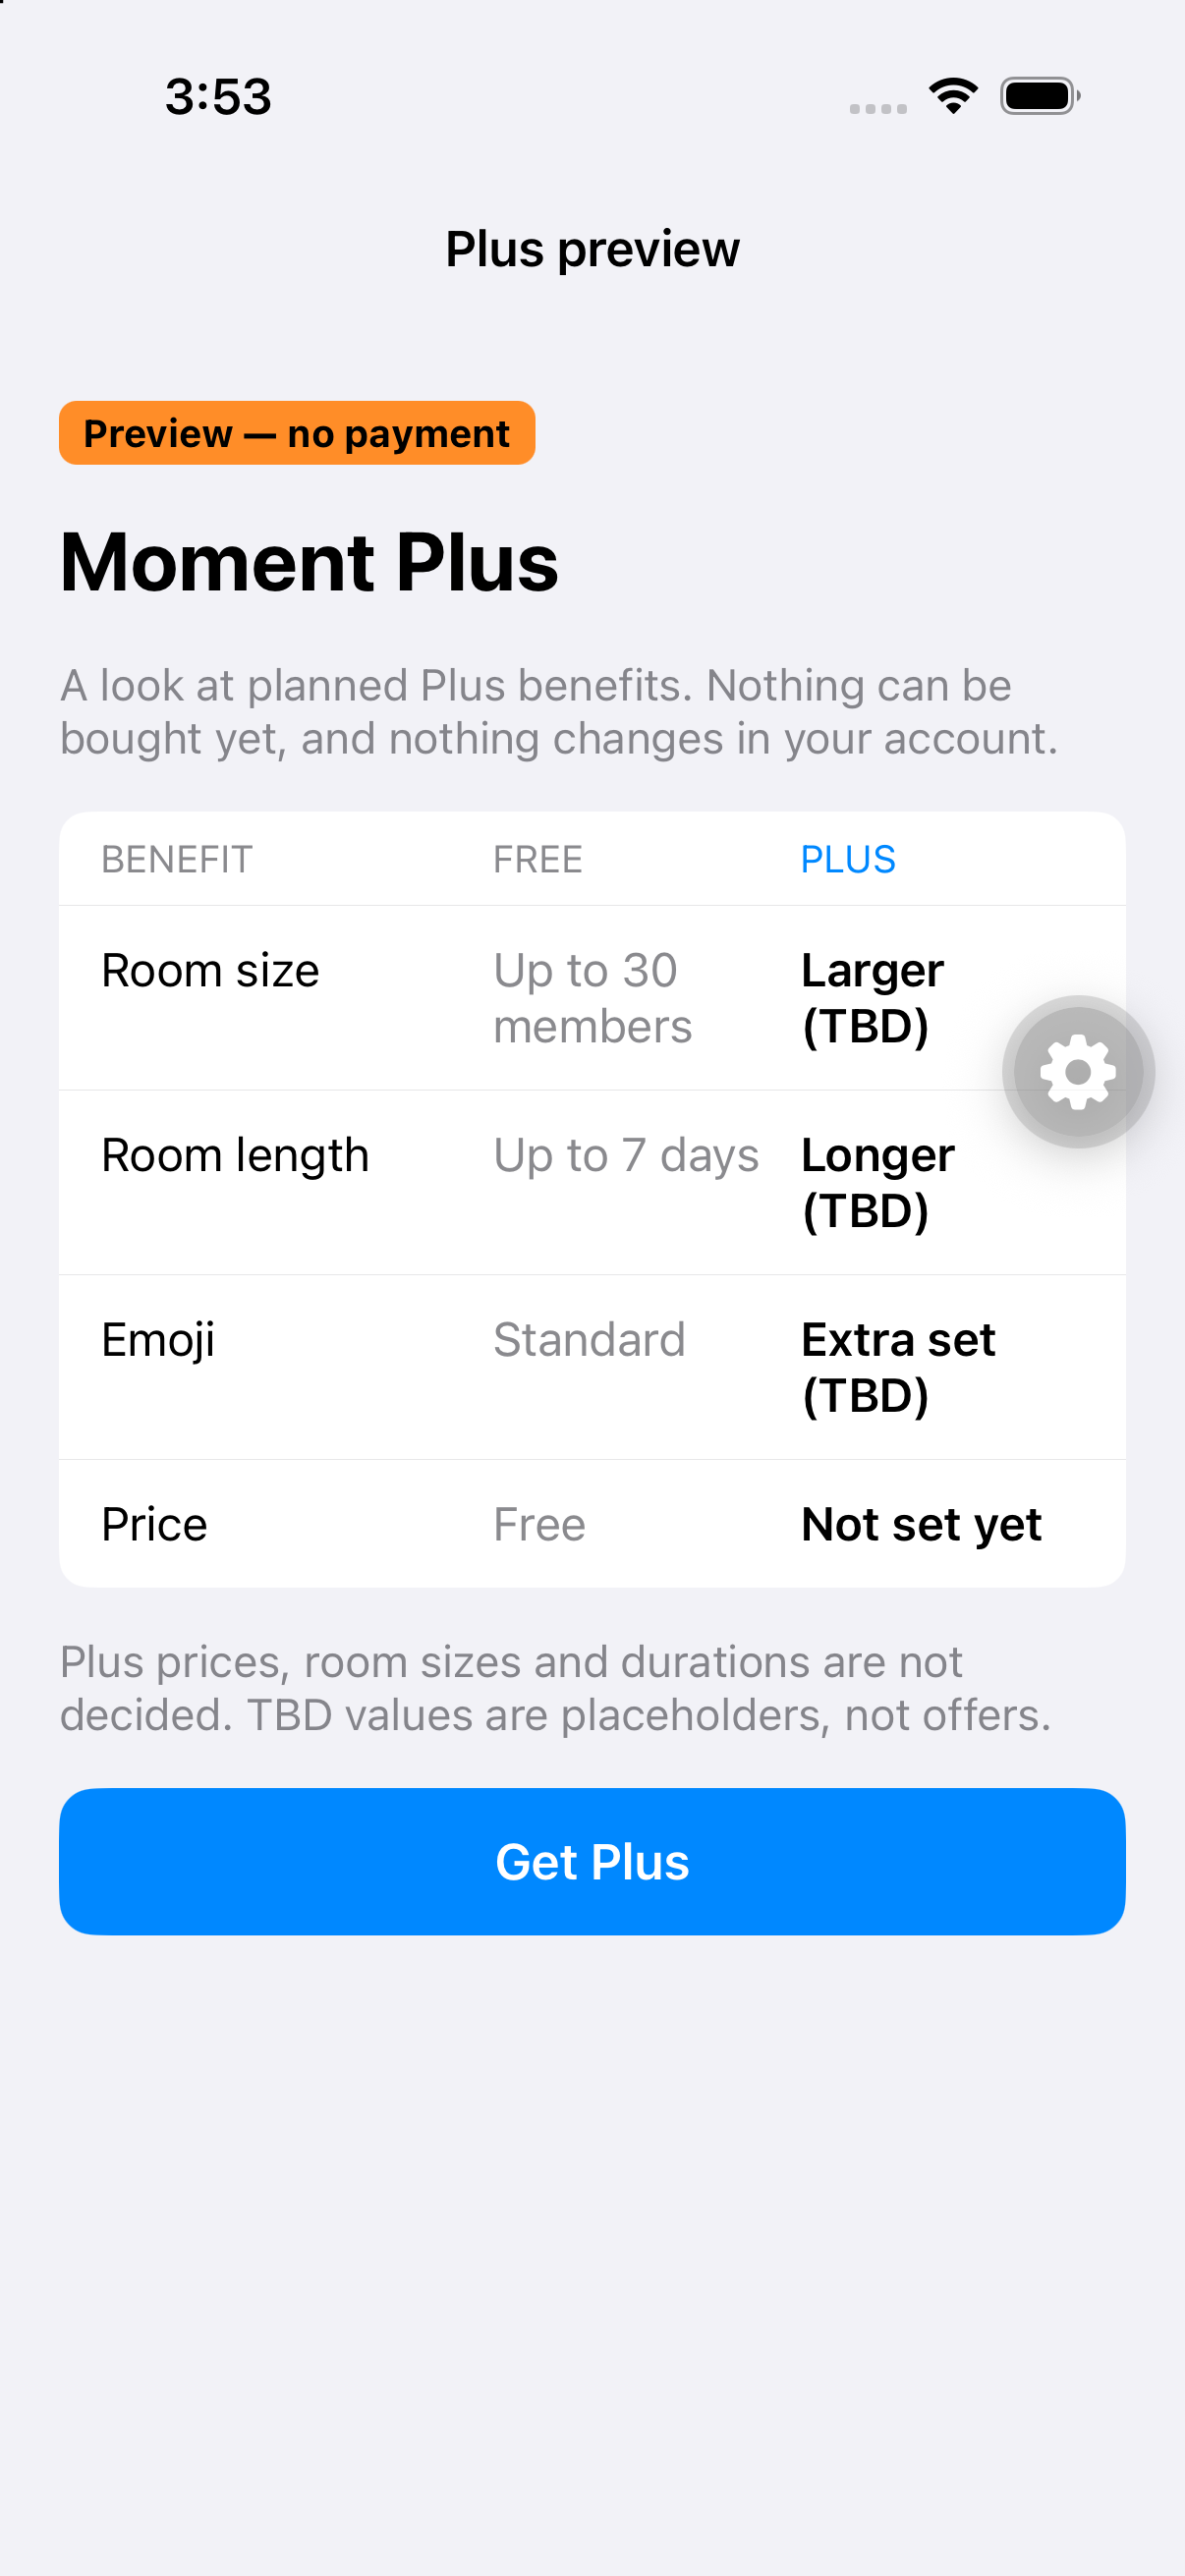 3:53
Plus preview
Preview — no payment
Moment Plus
A look at planned Plus benefits. Nothing can be
bought yet, and nothing changes in your account.
BENEFIT FREE PLUS
Room size Up to 30 Larger
members (TBD)
Room length Up to 7 days Longer
(TBD)
Emoji Standard Extra set
(TBD)
Price Free Not set yet
Plus prices, room sizes and durations are not
decided. TBD values are placeholders, not offers.
Get Plus